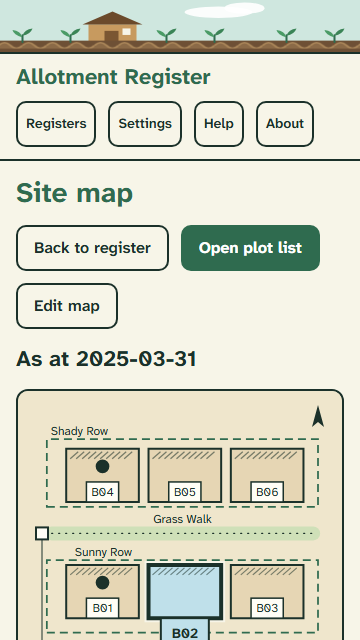 Allotment Register
Registers
Settings
Help
About
Site map
Back to register
Open plot list
Edit map
As at 2025-03-31
Shady Row
B04
B05
B06
Grass Walk
Sunny Row
B01
B02
B03